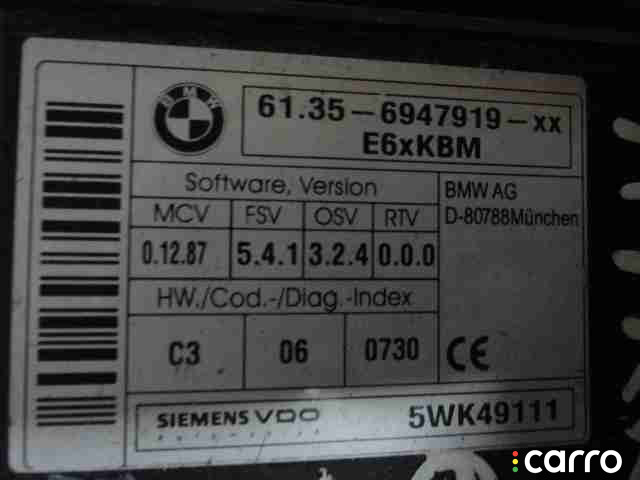 BMW
61.35-6947919-xx
E6xKBM
Software, Version
MCV FSV OSV RTV
0.12.87 5.4.1 3.2.4 0.0.0
HW./Cod.-/Diag.-Index
C3 06 0730
BMW AG
D-80788München
CE
SIEMENS VDO
Automotive
5WK49111
carro